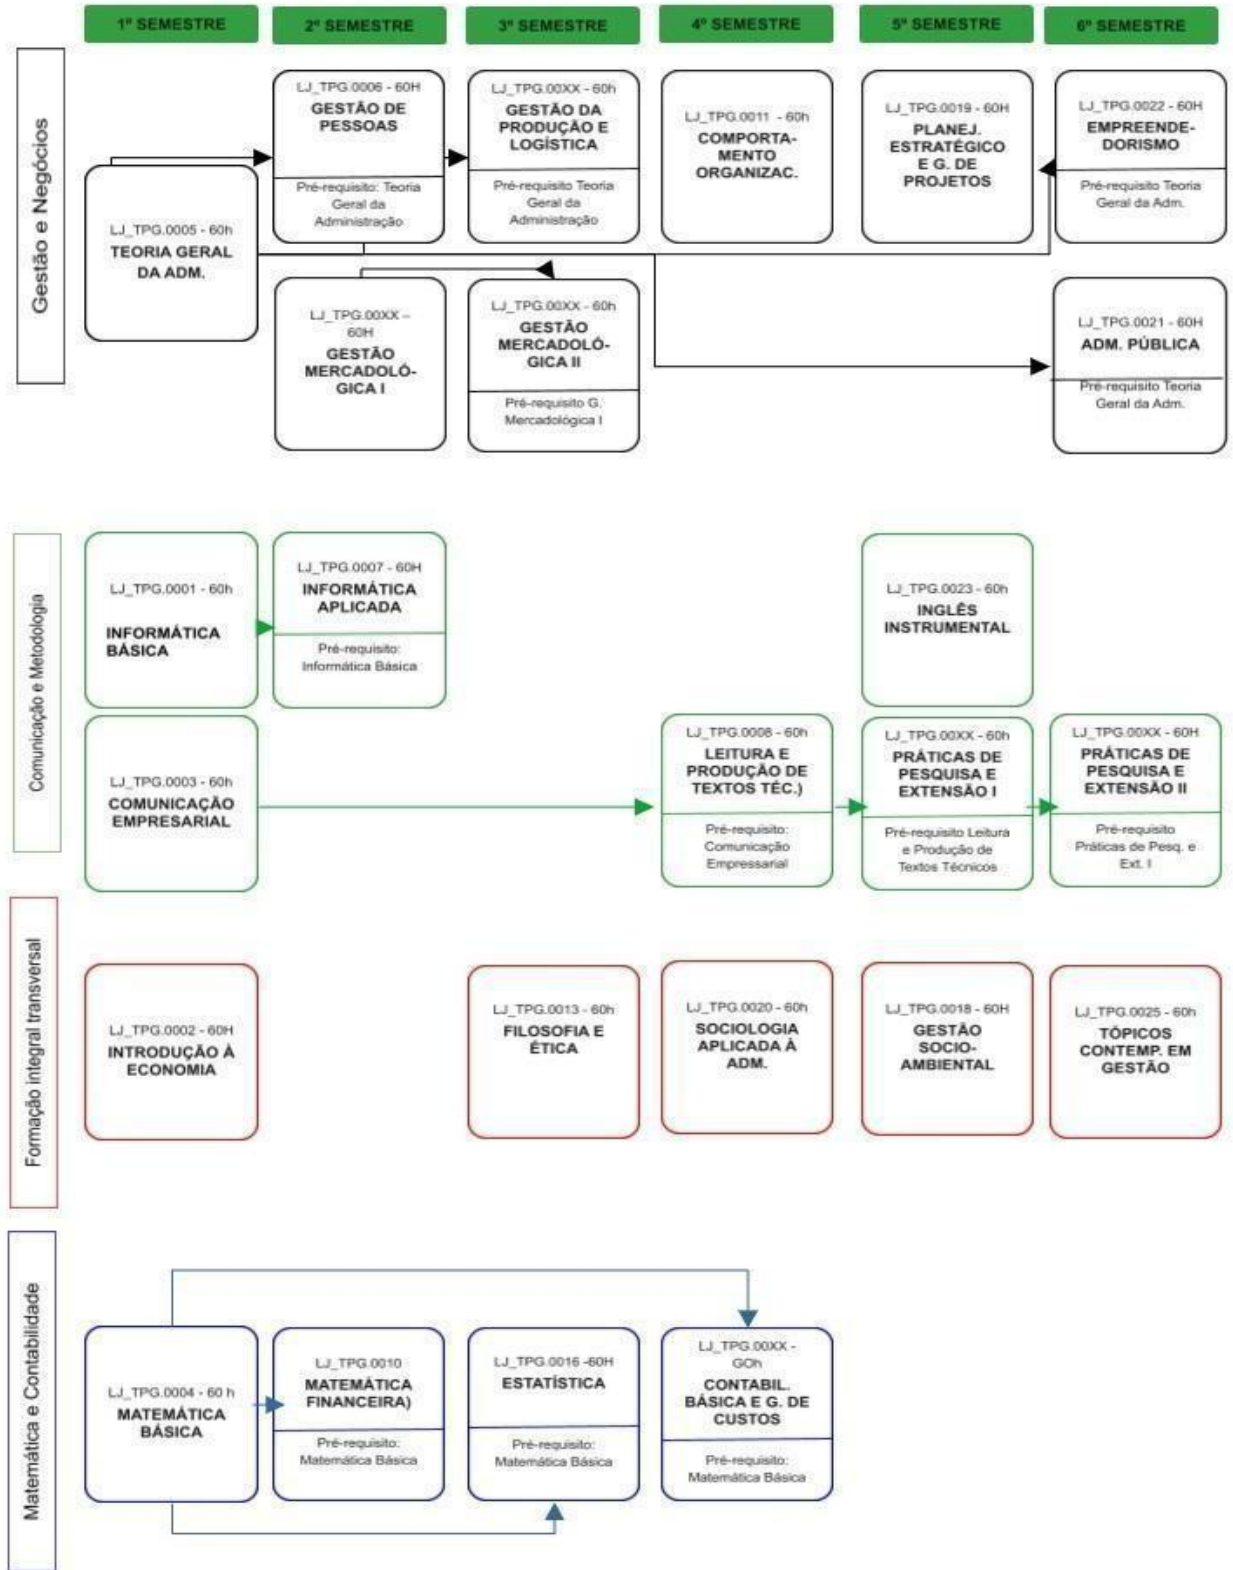 1º SEMESTRE
2º SEMESTRE
3º SEMESTRE
4º SEMESTRE
5º SEMESTRE
6º SEMESTRE
Gestão e Negócios
LJ_TPG.0005 - 60h
TEORIA GERAL
DA ADM.
LJ_TPG.0006 - 60H
GESTÃO DE
PESSOAS
Pré-requisito: Teoria
Geral da
Administração
LJ_TPG.00XX - 60h
GESTÃO DA
PRODUÇÃO E
LOGÍSTICA
Pré-requisito Teoria
Geral da
Administração
LJ_TPG.0011 - 60h
COMPORTA-
MENTO
ORGANIZAC.
LJ_TPG.0019 - 60H
PLANEJ.
ESTRATÉGICO
E G. DE
PROJETOS
LJ_TPG.0022 - 60H
EMPREENDE-
DORISMO
Pré-requisito Teoria
Geral da Adm.
LJ_TPG.00XX –
60H
GESTÃO
MERCADOLÓ-
GICA I
LJ_TPG.00XX - 60h
GESTÃO
MERCADOLÓ-
GICA II
Pré-requisito G.
Mercadológica I
LJ_TPG.0021 - 60H
ADM. PÚBLICA
Pré-requisito Teoria
Geral da Adm.
Comunicação e Metodologia
LJ_TPG.0001 - 60h
INFORMÁTICA
BÁSICA
LJ_TPG.0007 - 60H
INFORMÁTICA
APLICADA
Pré-requisito:
Informática Básica
LJ_TPG.0023 - 60h
INGLÊS
INSTRUMENTAL
LJ_TPG.0003 - 60h
COMUNICAÇÃO
EMPRESARIAL
LJ_TPG.0008 - 60h
LEITURA E
PRODUÇÃO DE
TEXTOS TÉC.)
Pré-requisito:
Comunicação
Empressarial
LJ_TPG.00XX - 60h
PRÁTICAS DE
PESQUISA E
EXTENSÃO I
Pré-requisito Leitura
e Produção de
Textos Técnicos
LJ_TPG.00XX - 60H
PRÁTICAS DE
PESQUISA E
EXTENSÃO II
Pré-requisito
Práticas de Pesq. e
Ext. I
Formação integral transversal
LJ_TPG.0002 - 60H
INTRODUÇÃO À
ECONOMIA
LJ_TPG.0013 - 60h
FILOSOFIA E
ÉTICA
LJ_TPG.0020 - 60h
SOCIOLOGIA
APLICADA À
ADM.
LJ_TPG.0018 - 60H
GESTÃO
SOCIO-
AMBIENTAL
LJ_TPG.0025 - 60h
TÓPICOS
CONTEMP. EM
GESTÃO
Matemática e Contabilidade
LJ_TPG.0004 - 60 h
MATEMÁTICA
BÁSICA
LJ_TPG.0010
MATEMÁTICA
FINANCEIRA)
Pré-requisito:
Matemática Básica
LJ_TPG.0016 -60H
ESTATÍSTICA
Pré-requisito:
Matemática Básica
LJ_TPG.00XX -
GOh
CONTABIL.
BÁSICA E G. DE
CUSTOS
Pré-requisito:
Matemática Básica